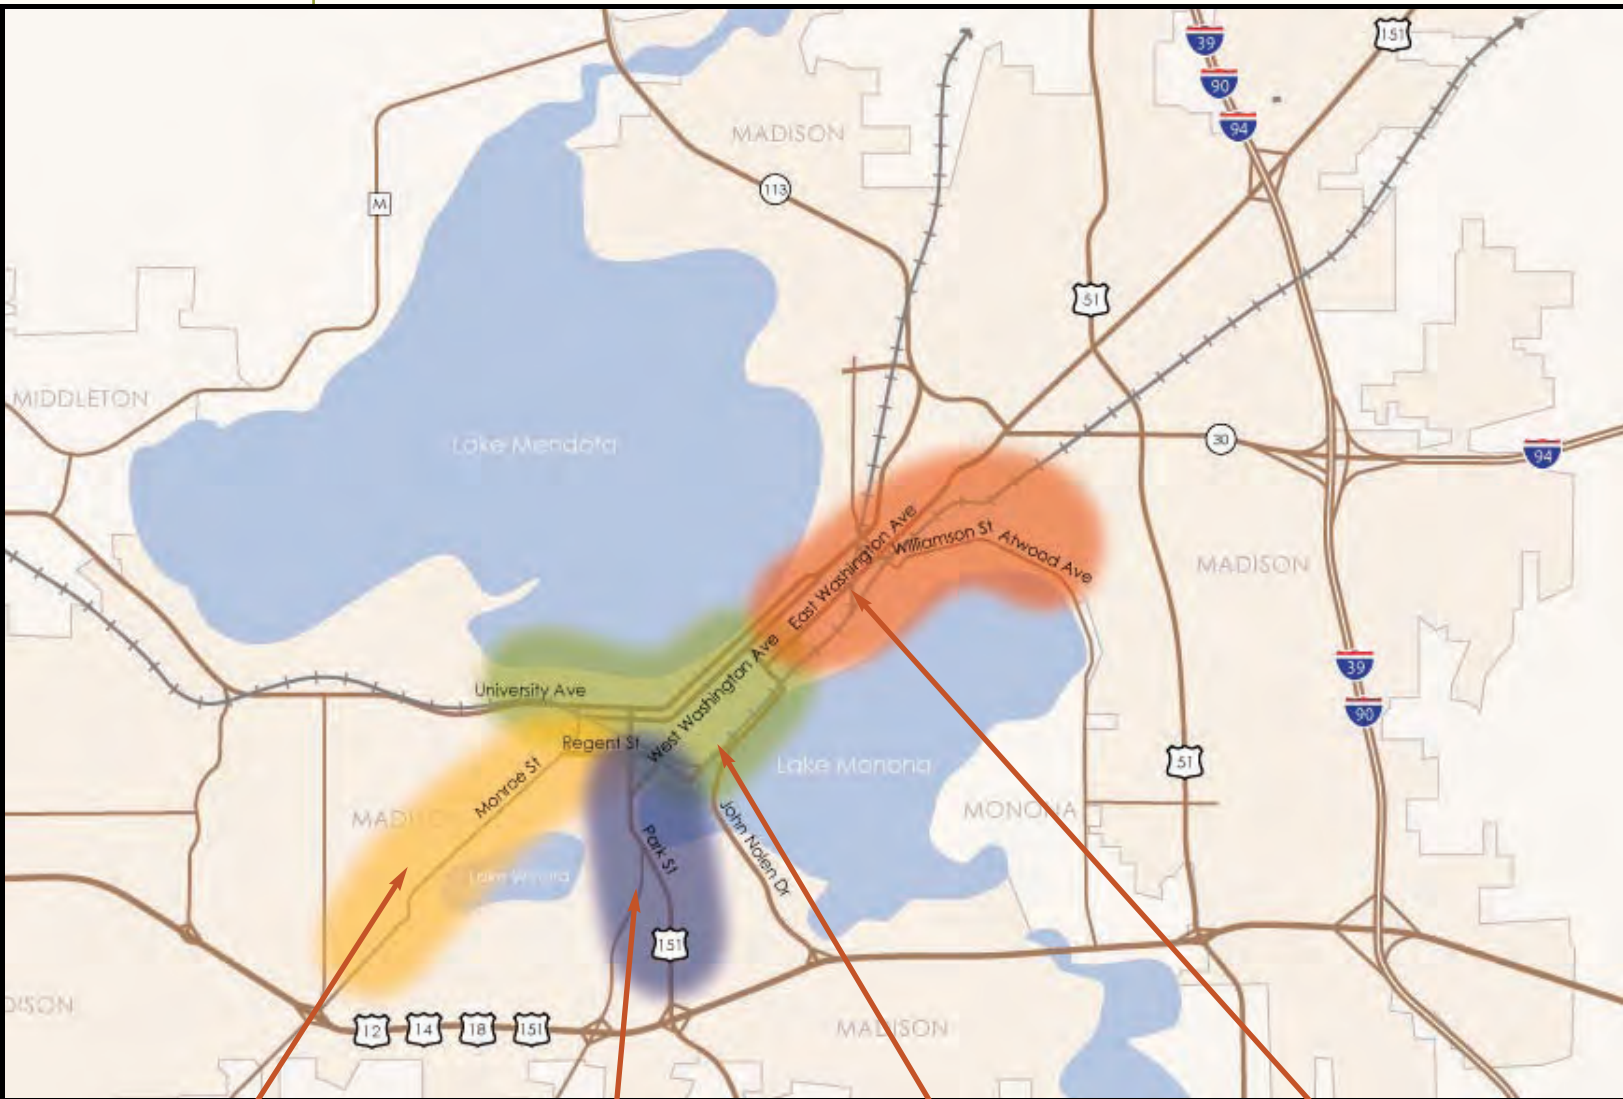 39
151
90
94
MADISON
113
M
51
MIDDLETON
30
94
Lake Mendota
East Washington Ave
Williamson St
Atwood Ave
MADISON
39
90
University Ave
West Washington Ave
Regent St
51
Lake Monona
Monroe St
MONONA
John Nolen Dr
Park St
151
DISON
12
14
18
151
MADISON